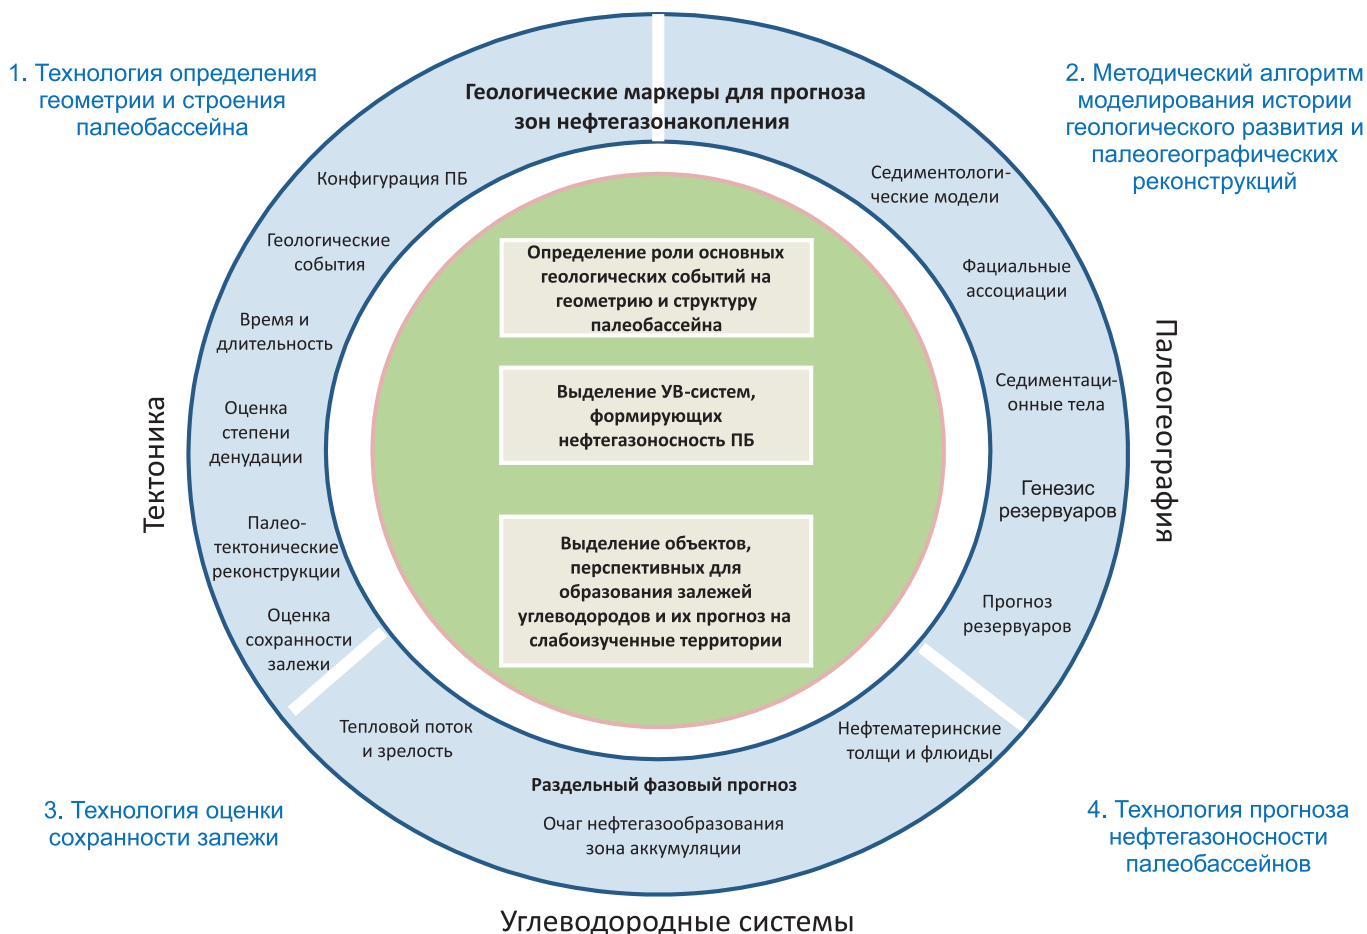 1. Технология определения
геометрии и строения
палеобассейна
2. Методический алгоритм
моделирования истории
геологического развития и
палеогеографических
реконструкций
Геологические маркеры для прогноза
зон нефтегазонакопления
Конфигурация ПБ
Геологические
события
Время и
длительность
Оценка
степени
денудации
Палео-
тектонические
реконструкции
Оценка
сохранности
залежи
Тектоника
Седиментологи-
ческие модели
Фациальные
ассоциации
Седиментаци-
онные тела
Генезис
резервуаров
Прогноз
резервуаров
Палеогеография
Определение роли основных
геологических событий на
геометрию и структуру
палеобассейна
Выделение УВ-систем,
формирующих
нефтегазоносность ПБ
Выделение объектов,
перспективных для
образования залежей
углеводородов и их прогноз на
слабоизученные территории
Тепловой поток
и зрелость
Нефтематеринские
толщи и флюиды
Раздельный фазовый прогноз
Очаг нефтегазообразования
зона аккумуляции
3. Технология оценки
сохранности залежи
4. Технология прогноза
нефтегазоносности
палеобассейнов
Углеводородные системы